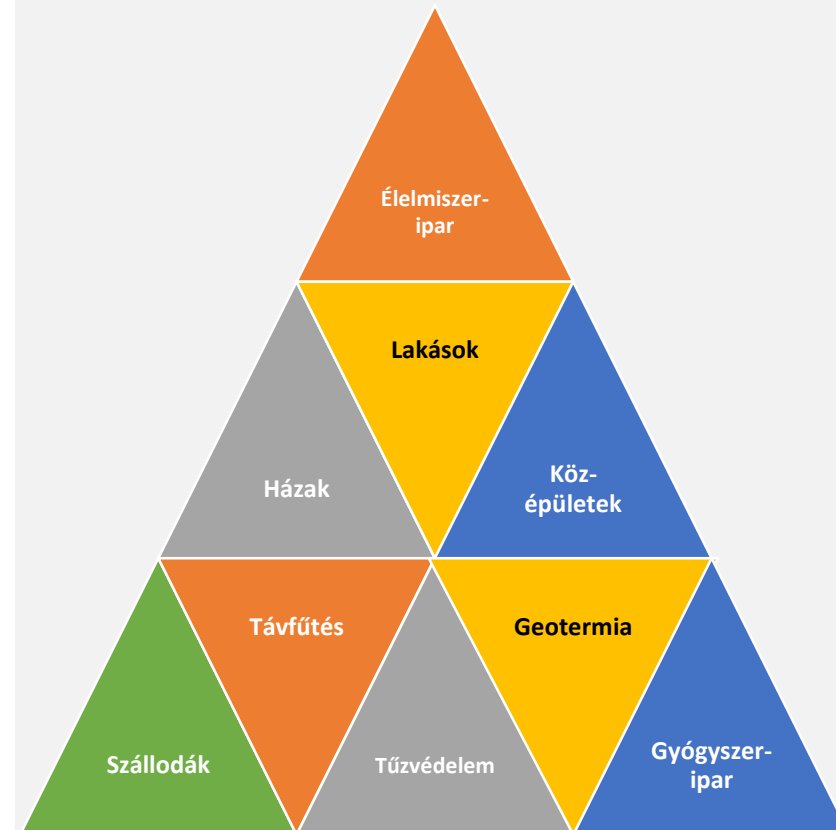 Élelmiszer-
ipar
Lakások
Házak
Köz-
épületek
Távfűtés
Geotermia
Szállodák
Tűzvédelem
Gyógyszer-
ipar